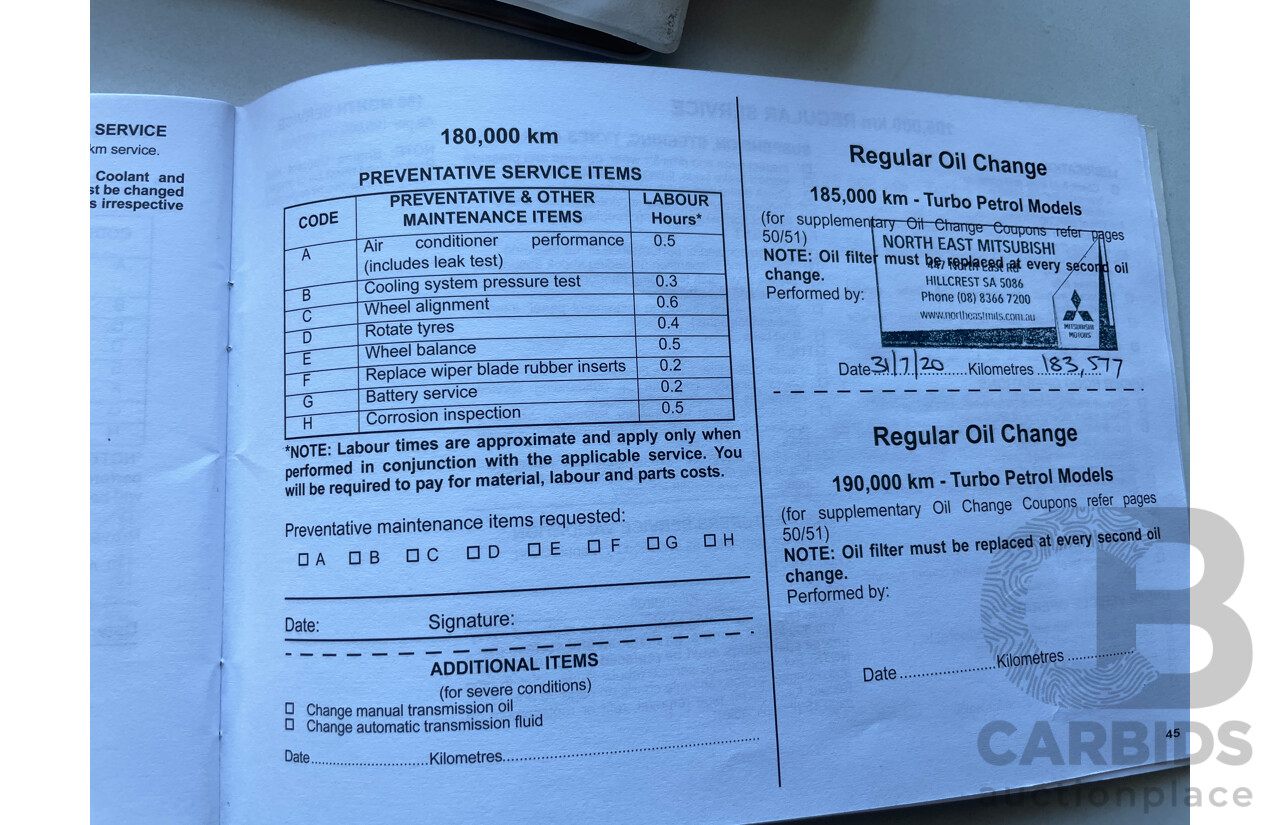 SERVICE
km service.
Coolant and
st be changed
s irrespective
180,000 km
PREVENTATIVE SERVICE ITEMS
CODE PREVENTATIVE & OTHER MAINTENANCE ITEMS LABOUR Hours*
A Air conditioner performance (includes leak test) 0.5
B Cooling system pressure test 0.3
C Wheel alignment 0.6
D Rotate tyres 0.4
E Wheel balance 0.5
F Replace wiper blade rubber inserts 0.2
G Battery service 0.2
H Corrosion inspection 0.5
*NOTE: Labour times are approximate and apply only when
performed in conjunction with the applicable service. You
will be required to pay for material, labour and parts costs.
Preventative maintenance items requested:
A B C D E F G H
Date: Signature:
ADDITIONAL ITEMS
(for severe conditions)
Change manual transmission oil
Change automatic transmission fluid
Date Kilometres
Regular Oil Change
185,000 km - Turbo Petrol Models
(for supplementary Oil Change Coupons refer pages
50/51)
NOTE: Oil filter must be replaced at every second oil
change.
Performed by:
NORTH EAST MITSUBISHI
447 North East Rd
HILLCREST SA 5086
Phone (08) 8366 7200
www.northeastmits.com.au
MITSUBISHI
MOTORS
Date 31/7/20 Kilometres 183,577
Regular Oil Change
190,000 km - Turbo Petrol Models
(for supplementary Oil Change Coupons refer pages
50/51)
NOTE: Oil filter must be replaced at every second oil
change.
Performed by:
Date Kilometres
45
CB
CARBIDS
auctionplace